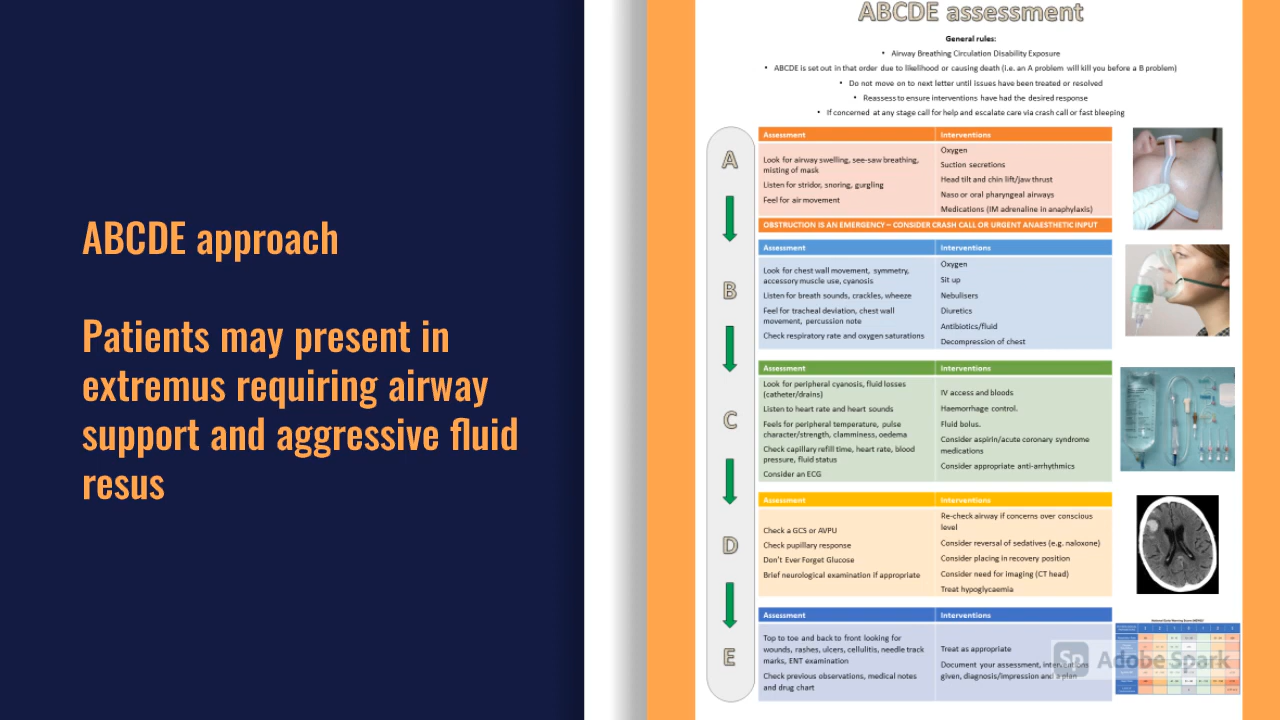 ABCDE approach
Patients may present in
extremus requiring airway
support and aggressive fluid
resus
ABCDE assessment
General rules:
• Airway Breathing Circulation Disability Exposure
• ABCDE is set out in that order due to likelihood or causing death (i.e. an A problem will kill you before a B problem)
• Do not move on to next letter until issues have been treated or resolved
• Reassess to ensure interventions have had the desired response
• If concerned at any stage call for help and escalate care via crash call or fast bleeping
A
Assessment
Look for airway swelling, see-saw breathing,
misting of mask
Listen for stridor, snoring, gurgling
Feel for air movement
Interventions
Oxygen
Suction secretions
Head tilt and chin lift/jaw thrust
Naso or oral pharyngeal airways
Medications (IM adrenaline in anaphylaxis)
OBSTRUCTION IS AN EMERGENCY – CONSIDER CRASH CALL OR URGENT ANAESTHETIC INPUT
B
Assessment
Look for chest wall movement, symmetry,
accessory muscle use, cyanosis
Listen for breath sounds, crackles, wheeze
Feel for tracheal deviation, chest wall
movement, percussion note
Check respiratory rate and oxygen saturations
Interventions
Oxygen
Sit up
Nebulisers
Diuretics
Antibiotics/fluid
Decompression of chest
C
Assessment
Look for peripheral cyanosis, fluid losses
(catheter/drains)
Listen to heart rate and heart sounds
Feels for peripheral temperature, pulse
character/strength, clamminess, oedema
Check capillary refill time, heart rate, blood
pressure, fluid status
Consider an ECG
Interventions
IV access and bloods
Haemorrhage control.
Fluid bolus.
Consider aspirin/acute coronary syndrome
medications
Consider appropriate anti-arrhythmics
D
Assessment
Check a GCS or AVPU
Check pupillary response
Don't Ever Forget Glucose
Brief neurological examination if appropriate
Interventions
Re-check airway if concerns over conscious
level
Consider reversal of sedatives (e.g. naloxone)
Consider placing in recovery position
Consider need for imaging (CT head)
Treat hypoglycaemia
E
Assessment
Top to toe and back to front looking for
wounds, rashes, ulcers, cellulitis, needle track
marks, ENT examination
Check previous observations, medical notes
and drug chart
Interventions
Treat as appropriate
Document your assessment, interventions
given, diagnosis/impression and a plan
Sp Adobe Spark